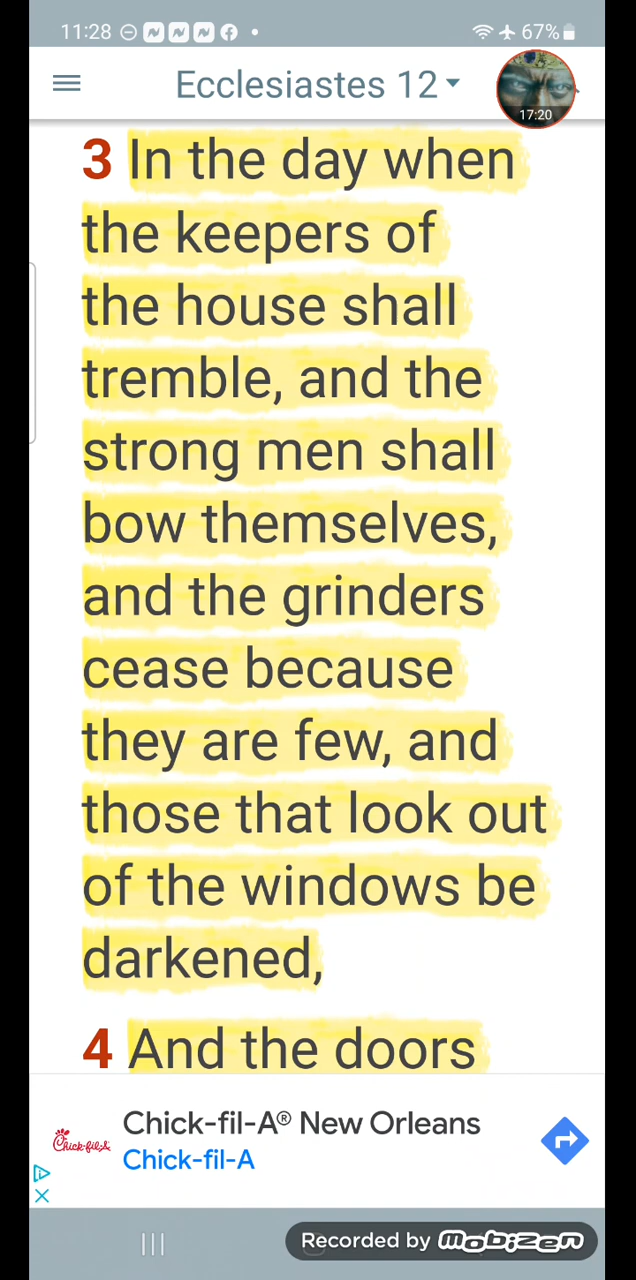 11:28 67%
Ecclesiastes 12
17:20
3 In the day when
the keepers of
the house shall
tremble, and the
strong men shall
bow themselves,
and the grinders
cease because
they are few, and
those that look out
of the windows be
darkened,
4 And the doors
Chick-fil-A® New Orleans
Chick-fil-A
Chick-fil-A
Recorded by mobizen